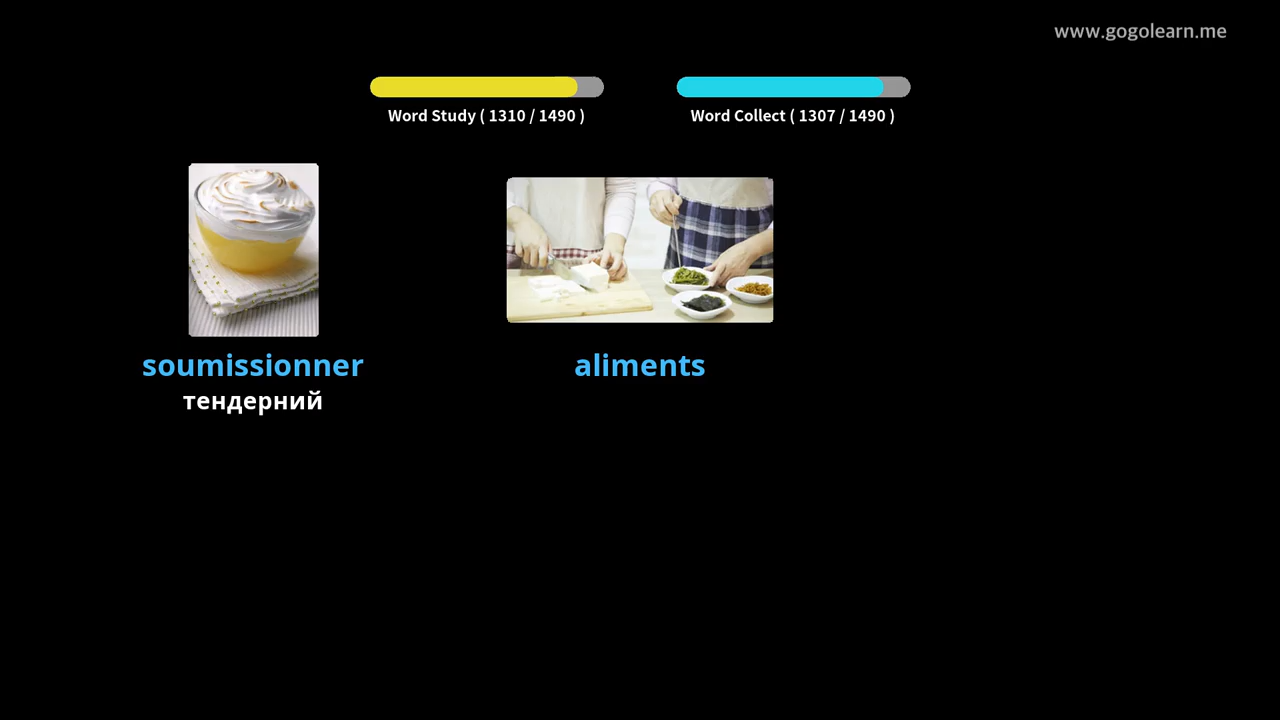 www.gogolearn.me
Word Study ( 1310 / 1490 )
Word Collect ( 1307 / 1490 )
soumissionner
тендерний
aliments